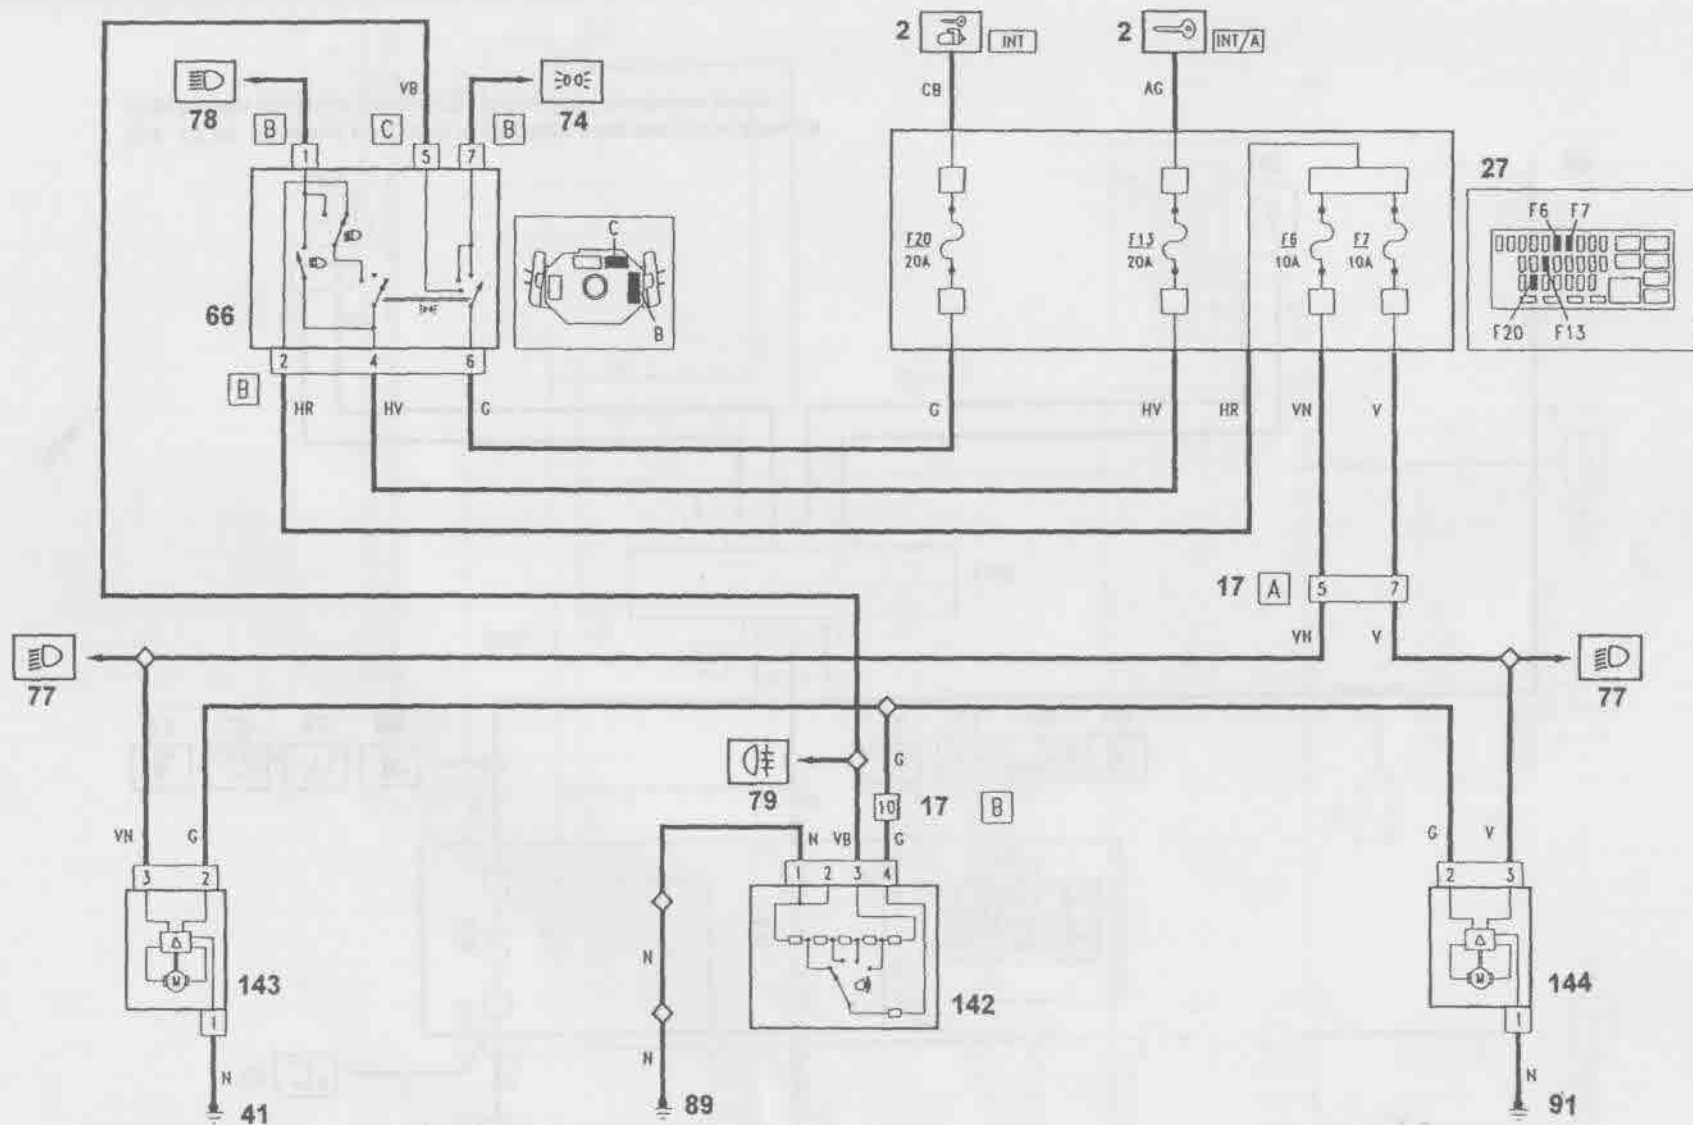 2 INT 2 INT/A
CB AG
78 B VB C B 74
1 5 7
66
2 4 6
B HR HV G
C
B
F20 20A
F13 20A
F6 10A
F7 10A
27
F6 F7
F20 F13
G HV HR VN V
17 A 5 7
VN V
77
77
79
G
10 17 B
VN G
N VB G
G V
3 2
1 2 3 4
2 3
Δ
M
143
1
N
41
N
N
89
142
Δ
M
144
1
N
91